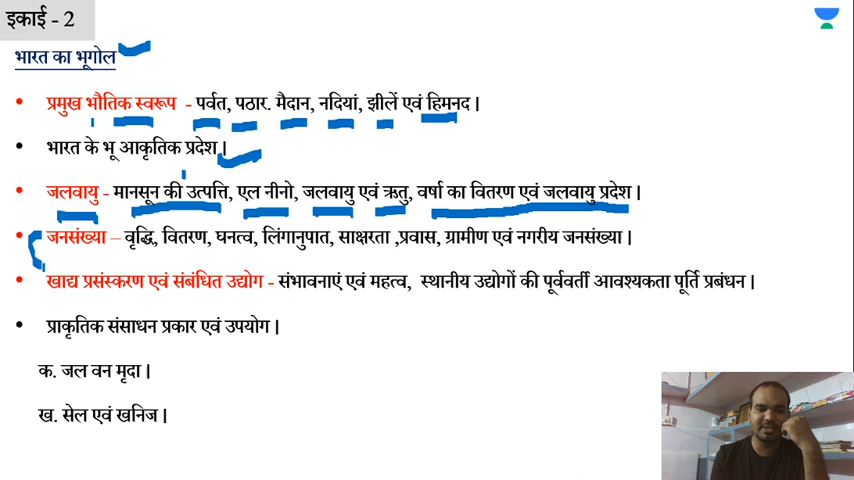 इकाई - 2
भारत का भूगोल
• प्रमुख भौतिक स्वरूप - पर्वत, पठार. मैदान, नदियां, झीलें एवं हिमनद |
• भारत के भू आकृतिक प्रदेश |
• जलवायु - मानसून की उत्पत्ति, एल नीनो, जलवायु एवं ऋतु, वर्षा का वितरण एवं जलवायु प्रदेश |
• जनसंख्या – वृद्धि, वितरण, घनत्व, लिंगानुपात, साक्षरता ,प्रवास, ग्रामीण एवं नगरीय जनसंख्या |
• खाद्य प्रसंस्करण एवं संबंधित उद्योग - संभावनाएं एवं महत्व, स्थानीय उद्योगों की पूर्ववर्ती आवश्यकता पूर्ति प्रबंधन |
• प्राकृतिक संसाधन प्रकार एवं उपयोग |
क. जल वन मृदा |
ख. सेल एवं खनिज |